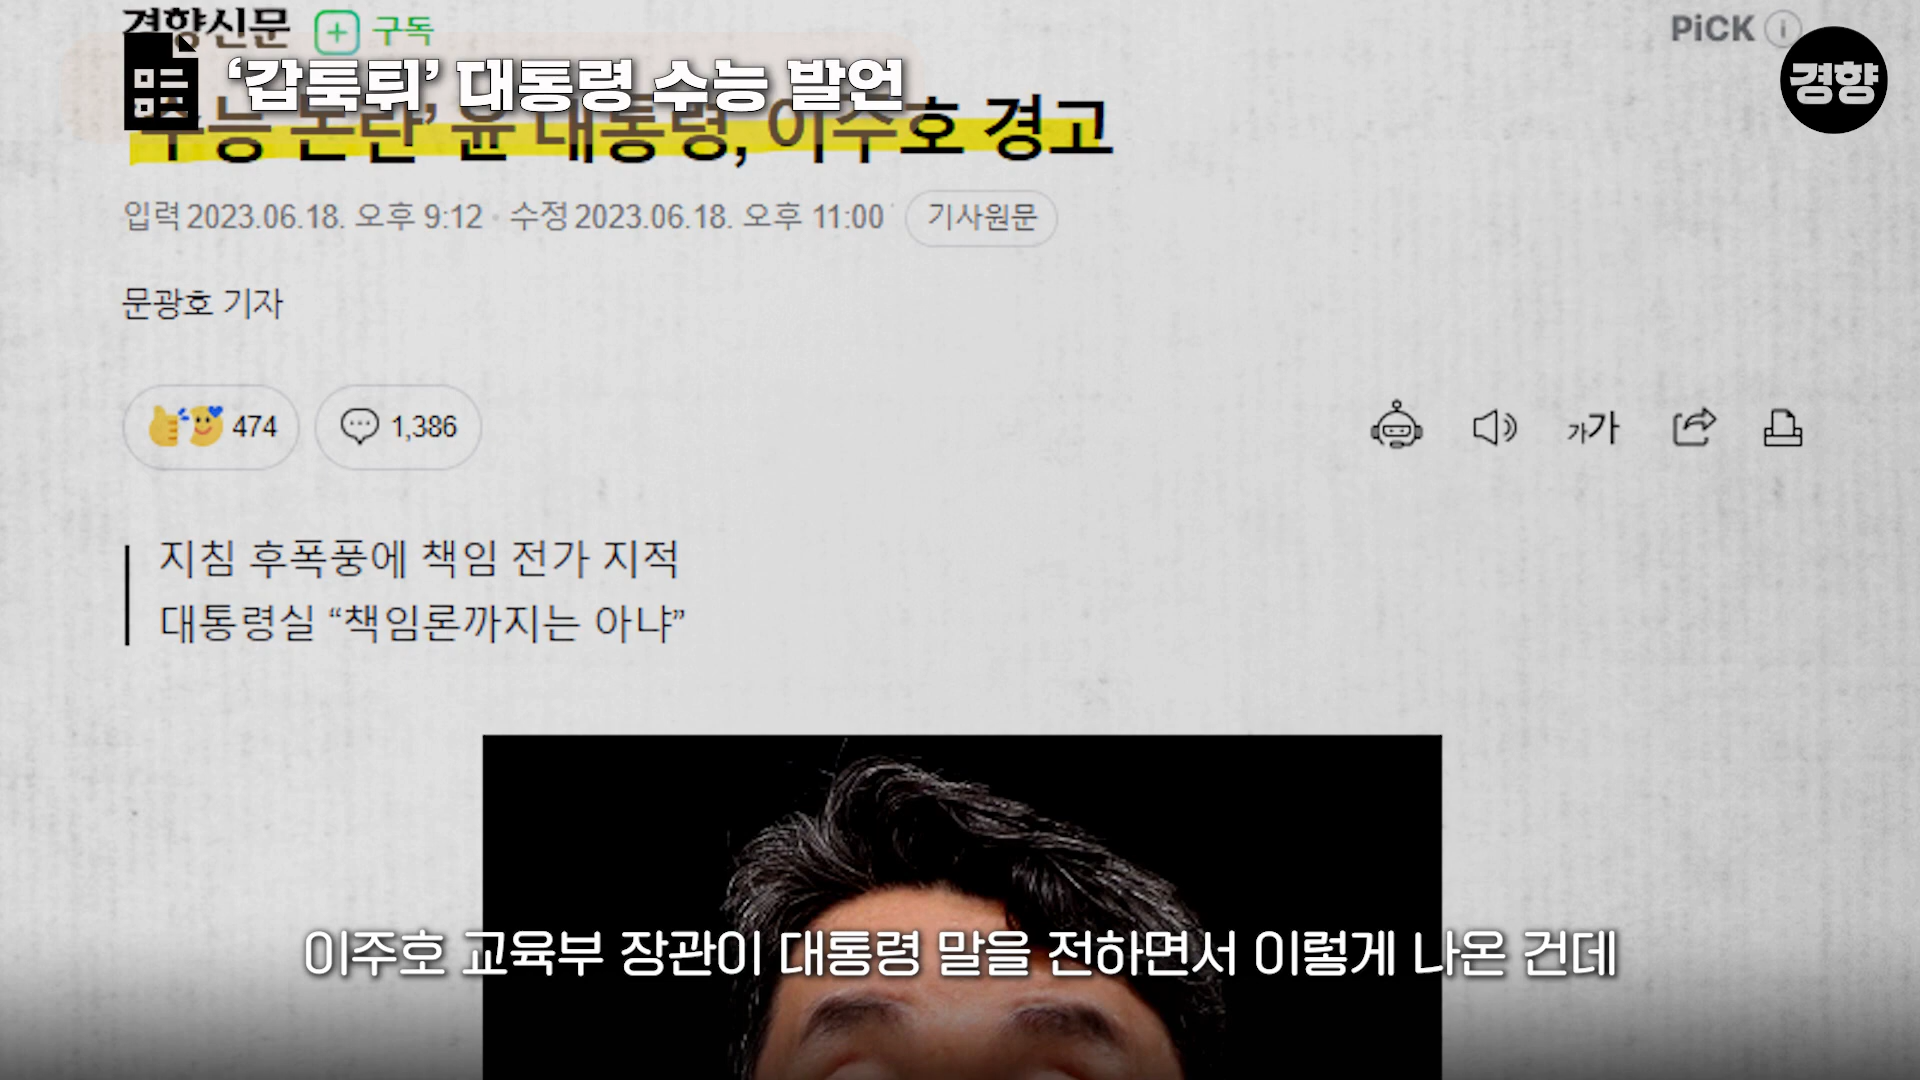 경향신문 구독
PiCK
경향
‘갑툭튀’ 대통령 수능 발언
수능 논란’ 윤 대통령, 이주호 경고
입력 2023.06.18. 오후 9:12 · 수정 2023.06.18. 오후 11:00 기사원문
문광호 기자
474 1,386 가가
지침 후폭풍에 책임 전가 지적
대통령실 “책임론까지는 아냐”
이주호 교육부 장관이 대통령 말을 전하면서 이렇게 나온 건데